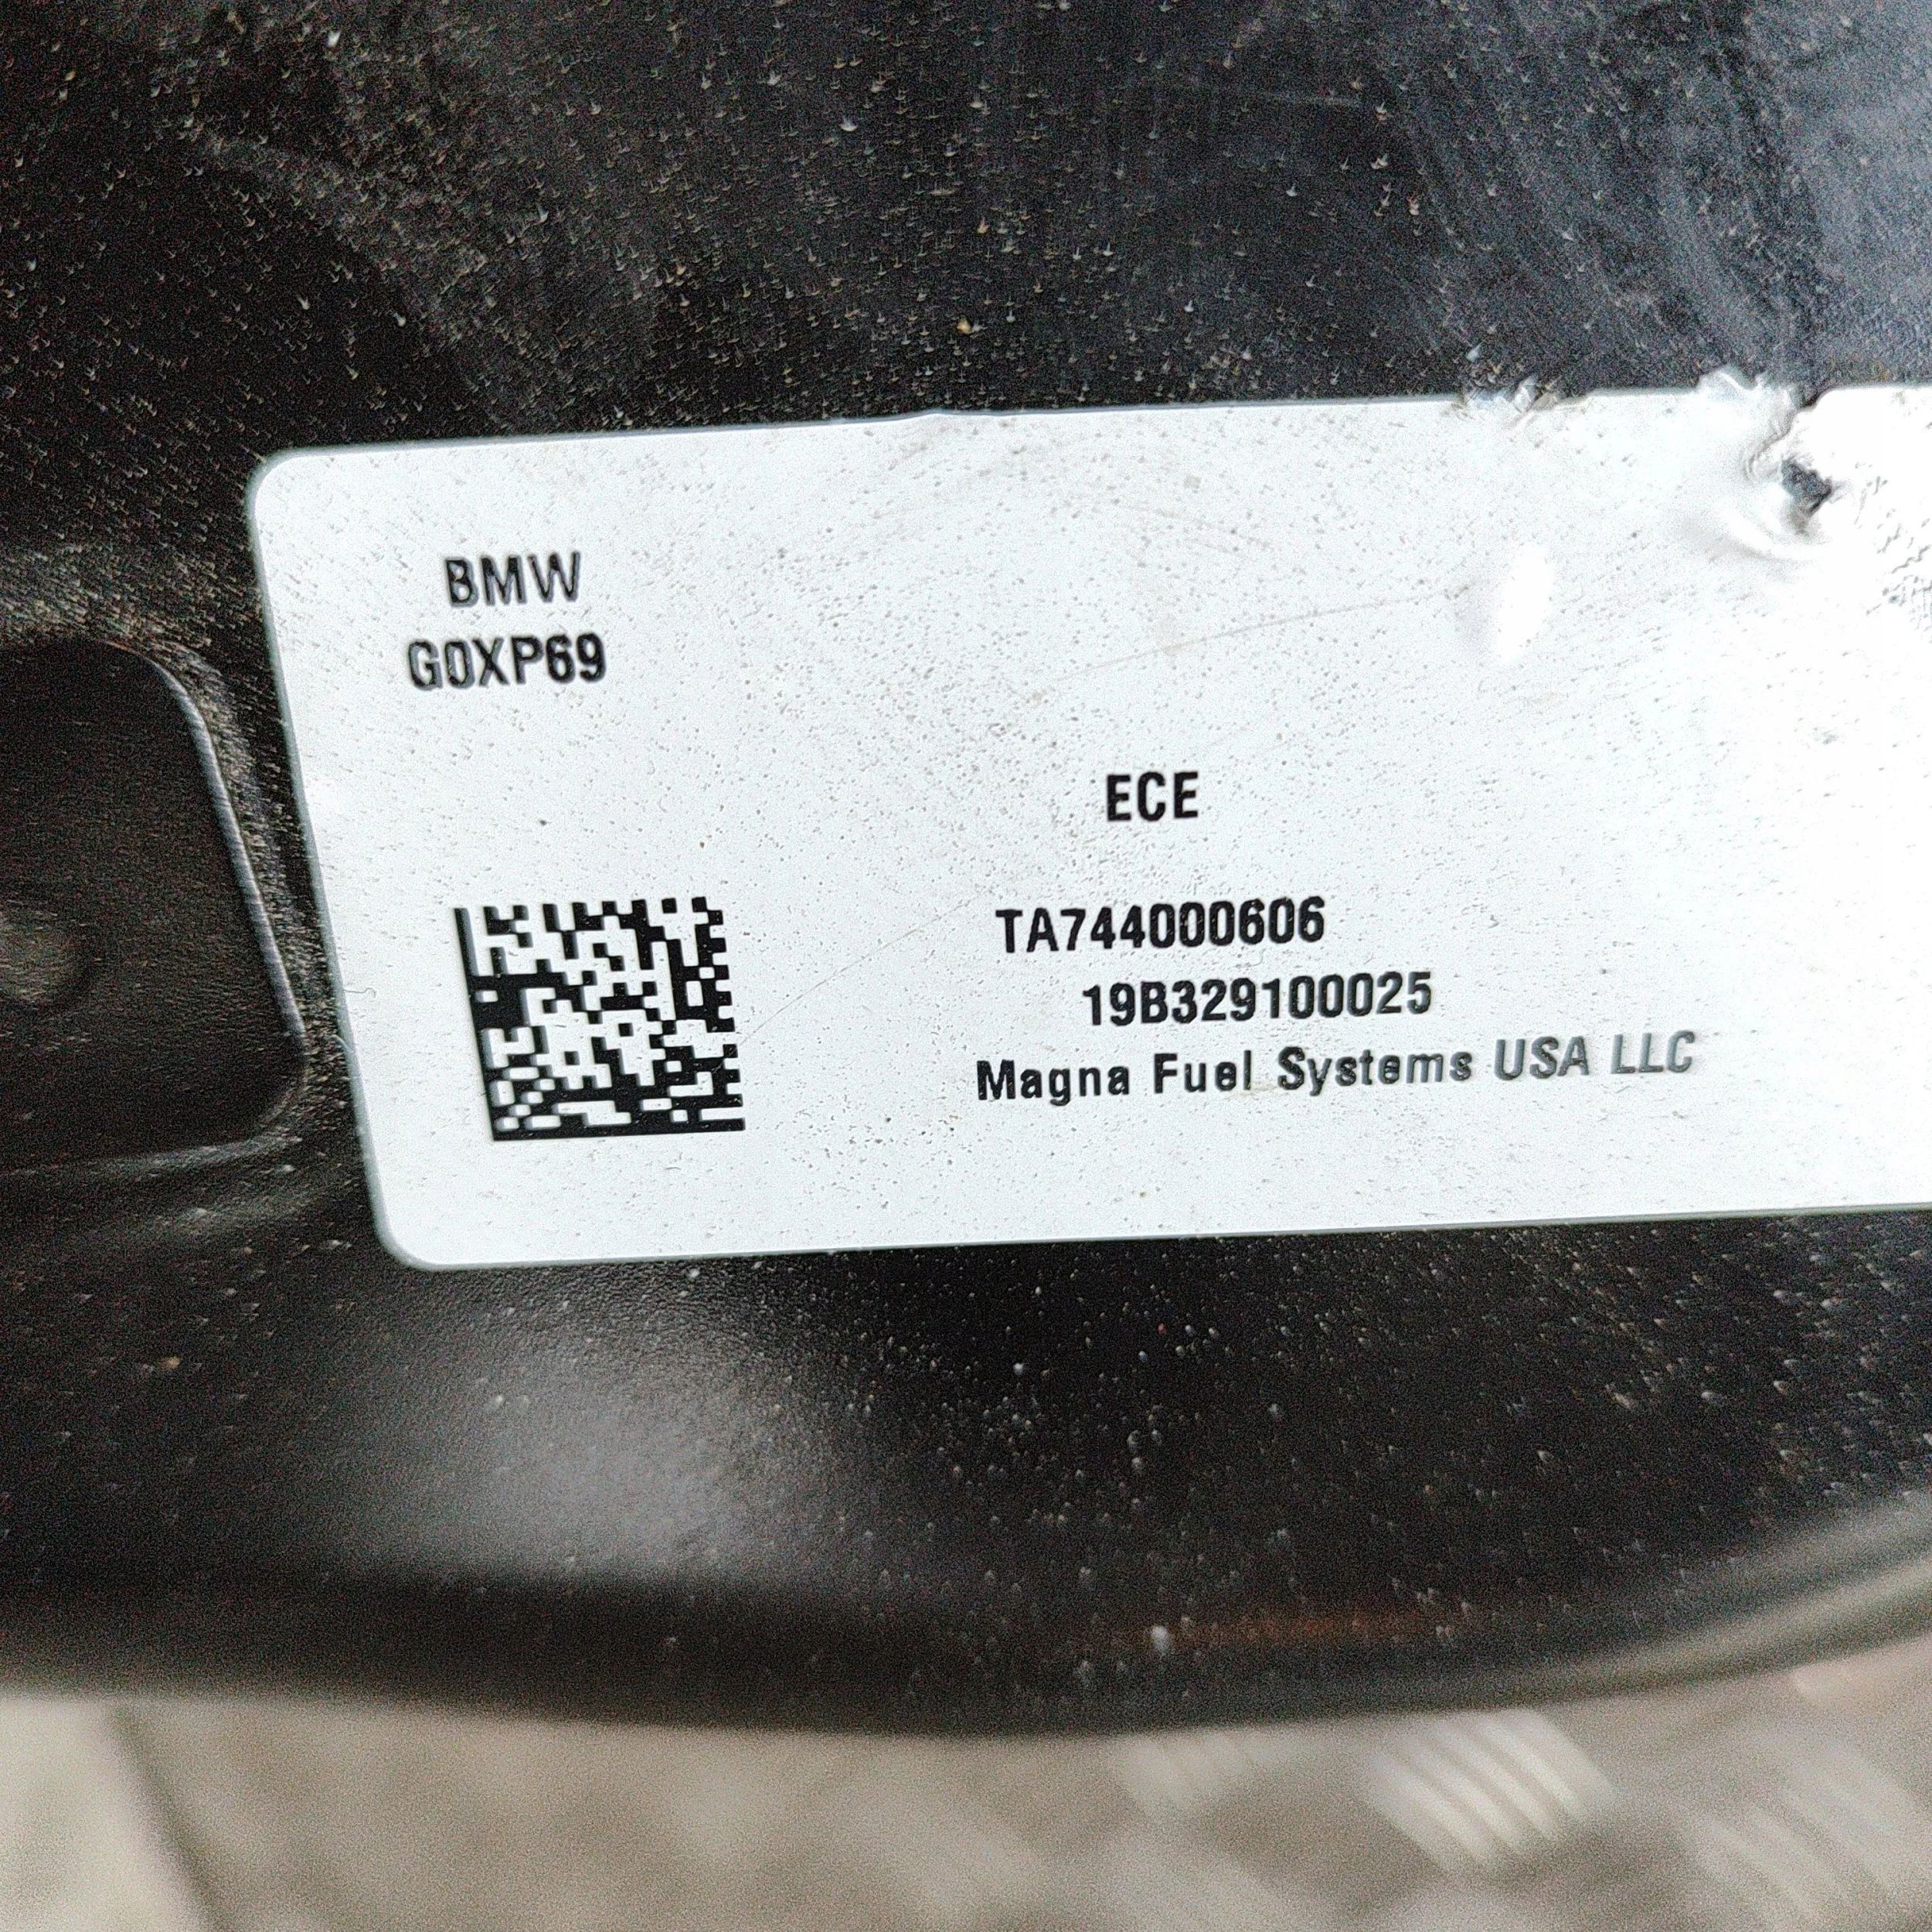 BMW
G0XP69
ECE
TA744000606
19B329100025
Magna Fuel Systems USA LLC